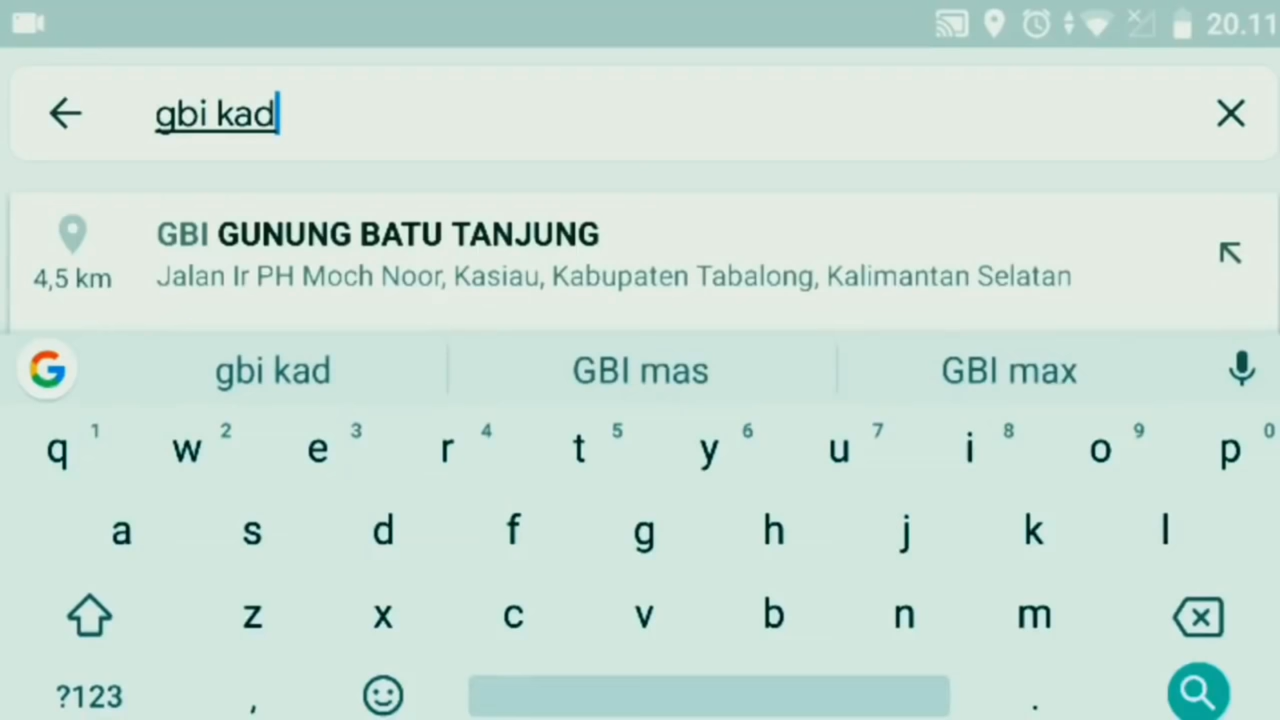 20.11
gbi kad
GBI GUNUNG BATU TANJUNG
4,5 km
Jalan Ir PH Moch Noor, Kasiau, Kabupaten Tabalong, Kalimantan Selatan
G gbi kad GBI mas GBI max
1 2 3 4 5 6 7 8 9 0
q w e r t y u i o p
a s d f g h j k l
z x c v b n m
?123 , .